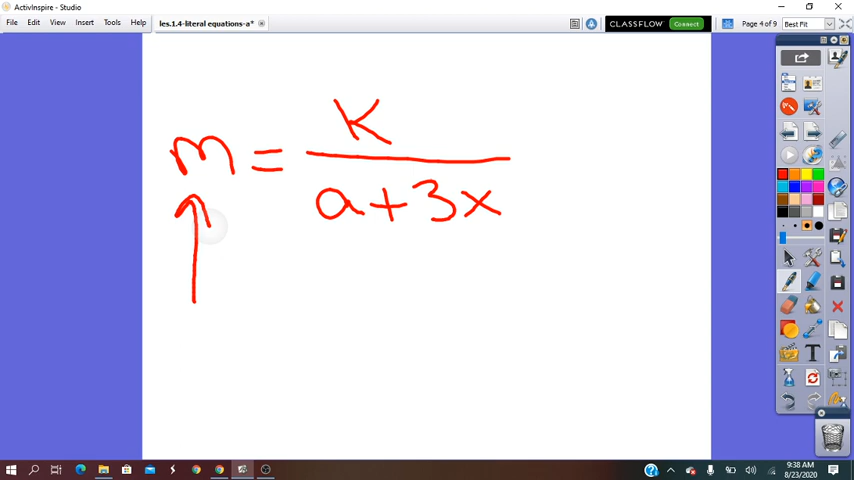 ActivInspire - Studio
File Edit View Insert Tools Help
les.1.4-literal equations-a*
CLASSFLOW Connect
Page 4 of 9
Best Fit
m = K
a + 3x
T
9:38 AM
8/23/2020